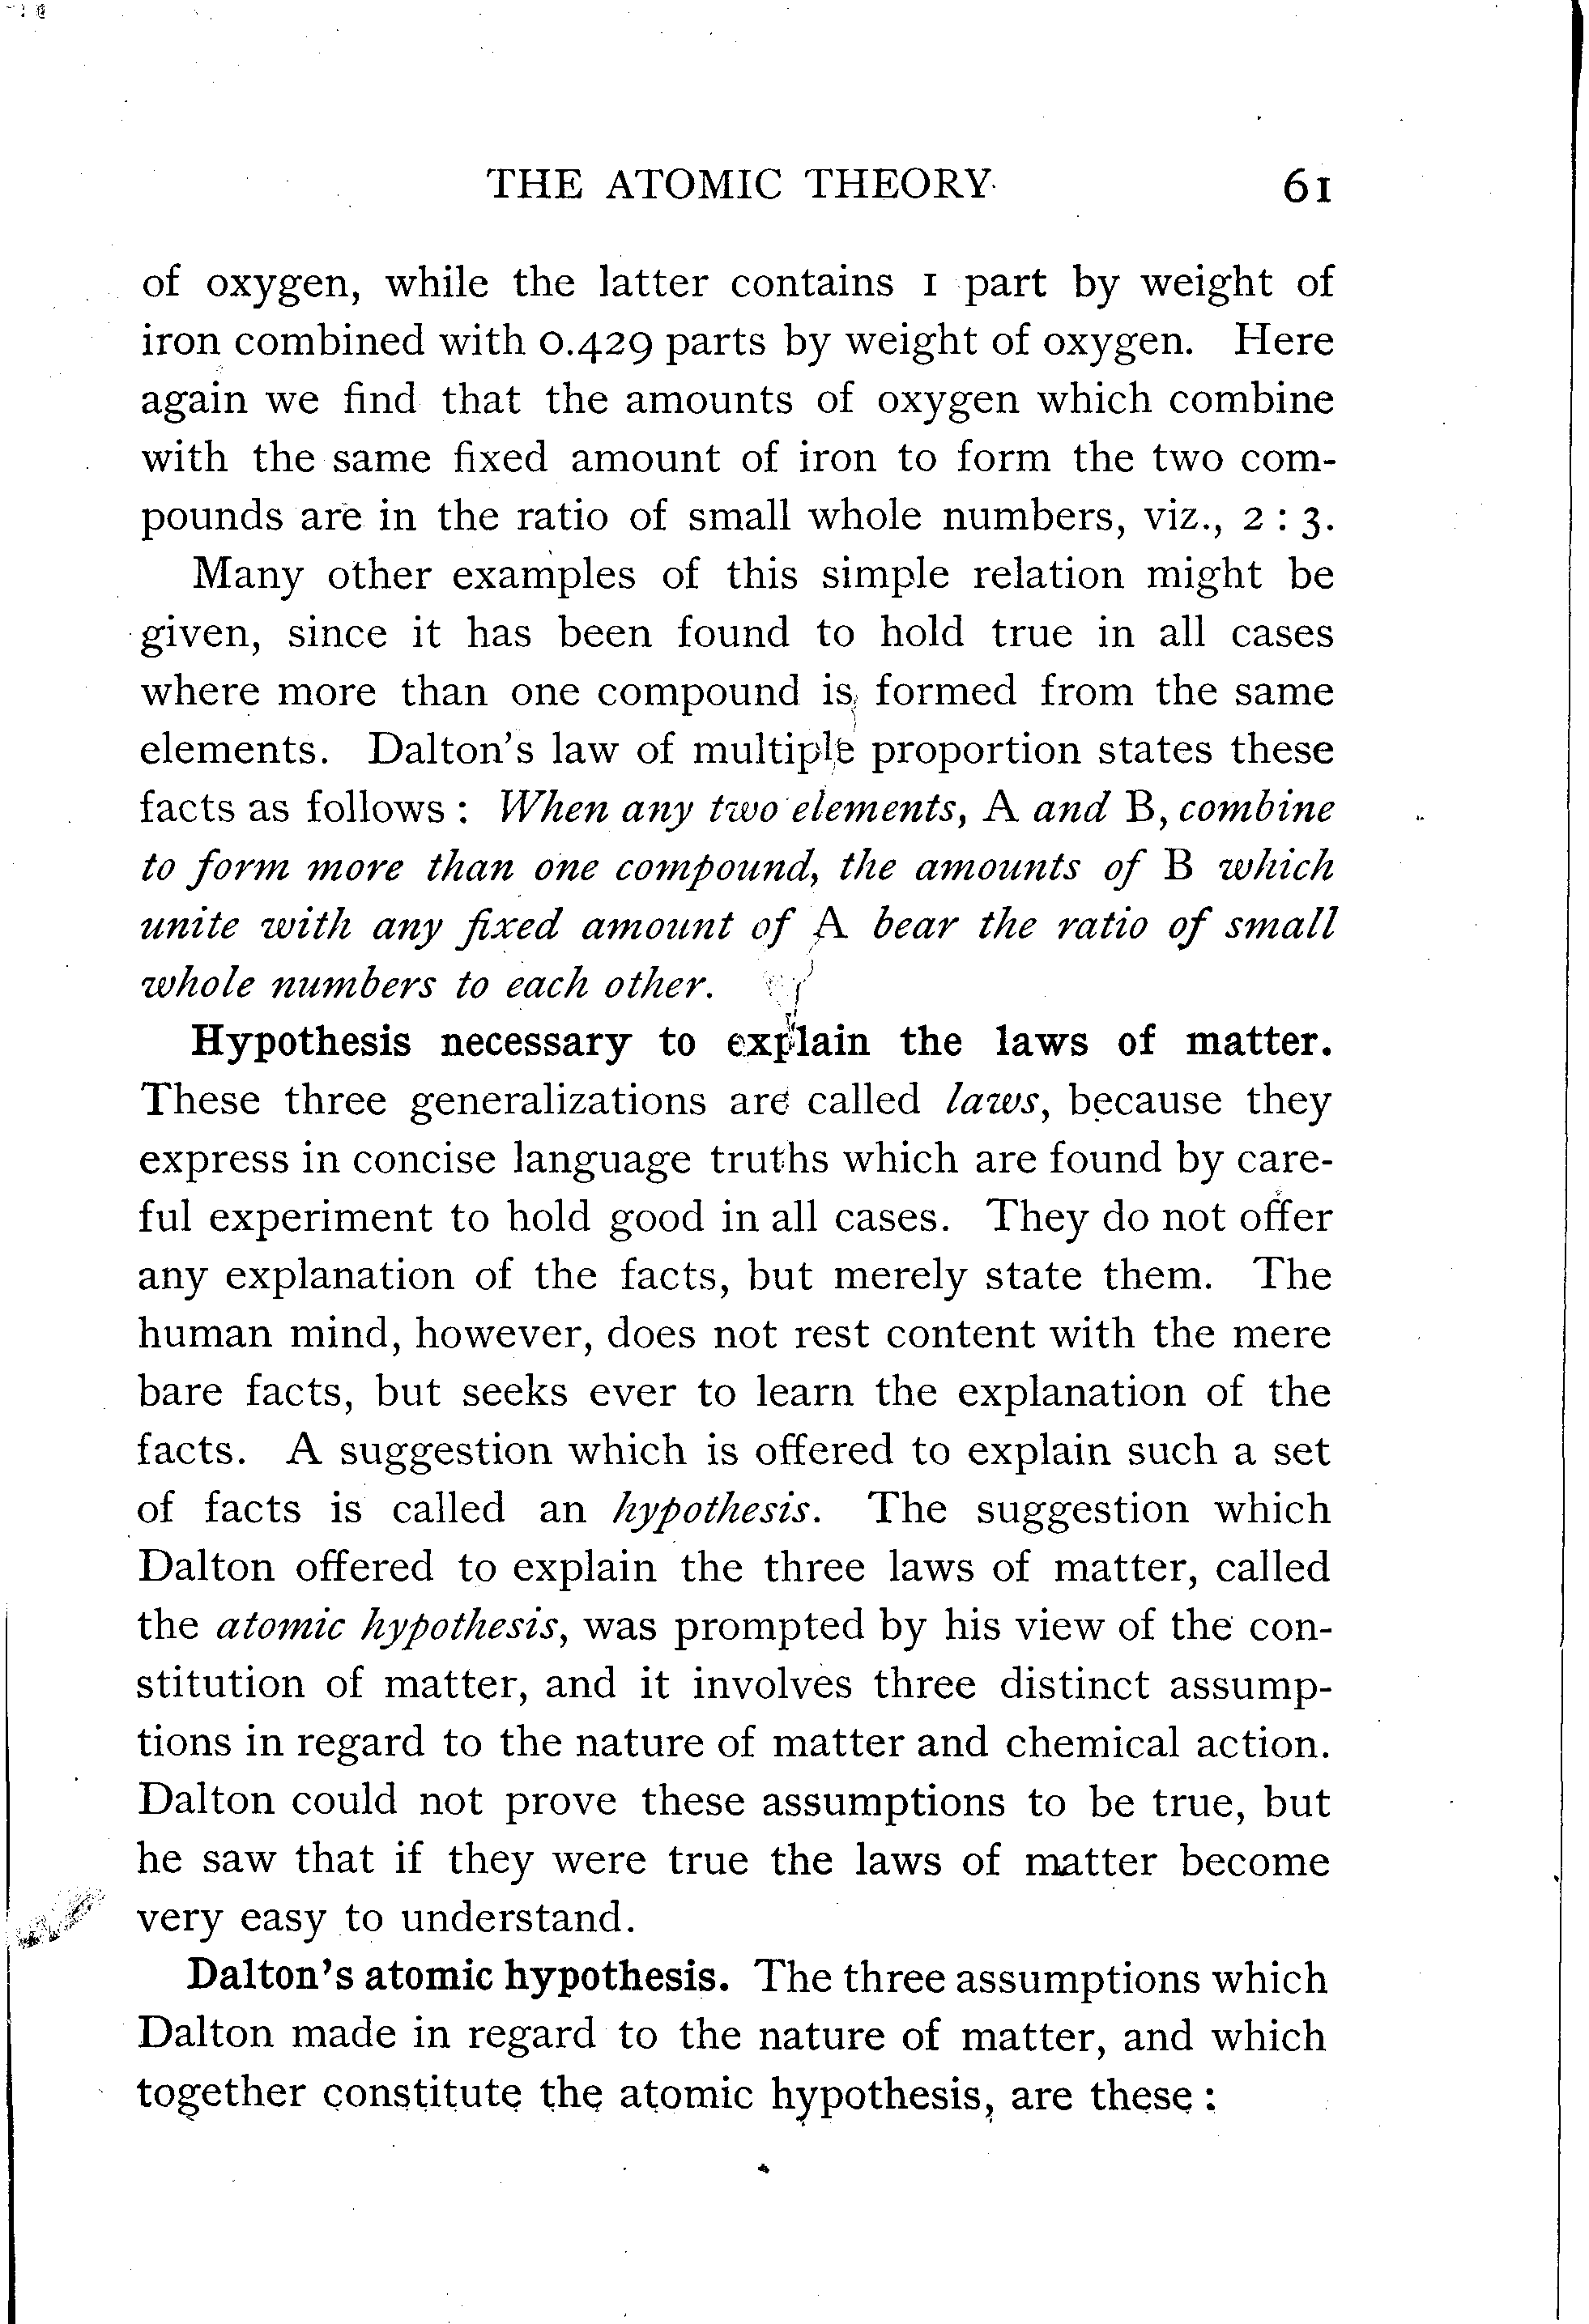 THE ATOMIC THEORY 61
of oxygen, while the latter contains 1 part by weight of
iron combined with 0.429 parts by weight of oxygen. Here
again we find that the amounts of oxygen which combine
with the same fixed amount of iron to form the two com-
pounds are in the ratio of small whole numbers, viz., 2 : 3.
Many other examples of this simple relation might be
given, since it has been found to hold true in all cases
where more than one compound is formed from the same
elements. Dalton's law of multiple proportion states these
facts as follows : When any two elements, A and B, combine
to form more than one compound, the amounts of B which
unite with any fixed amount of A bear the ratio of small
whole numbers to each other.
Hypothesis necessary to explain the laws of matter.
These three generalizations are called laws, because they
express in concise language truths which are found by care-
ful experiment to hold good in all cases. They do not offer
any explanation of the facts, but merely state them. The
human mind, however, does not rest content with the mere
bare facts, but seeks ever to learn the explanation of the
facts. A suggestion which is offered to explain such a set
of facts is called an hypothesis. The suggestion which
Dalton offered to explain the three laws of matter, called
the atomic hypothesis, was prompted by his view of the con-
stitution of matter, and it involves three distinct assump-
tions in regard to the nature of matter and chemical action.
Dalton could not prove these assumptions to be true, but
he saw that if they were true the laws of matter become
very easy to understand.
Dalton's atomic hypothesis. The three assumptions which
Dalton made in regard to the nature of matter, and which
together constitute the atomic hypothesis, are these :